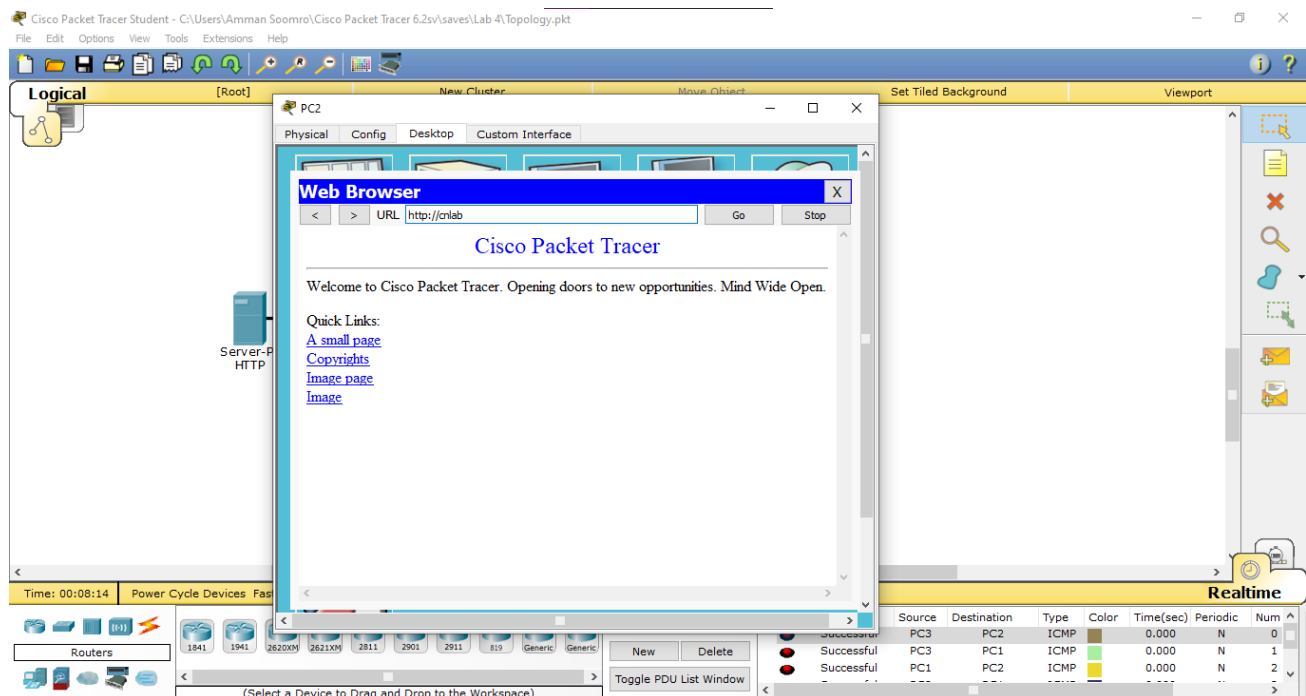 Cisco Packet Tracer Student - C:\Users\Amman Soomro\Cisco Packet Tracer 6.2sv\saves\Lab 4\Topology.pkt
File Edit Options View Tools Extensions Help
i ?
Logical [Root] New Cluster Move Object Set Tiled Background Viewport
PC2
Physical Config Desktop Custom Interface
Web Browser X
< > URL http://cnlab Go Stop
Cisco Packet Tracer
Welcome to Cisco Packet Tracer. Opening doors to new opportunities. Mind Wide Open.
Quick Links:
A small page
Copyrights
Image page
Image
Server-P
HTTP
Time: 00:08:14 Power Cycle Devices Fas
Realtime
Routers
1841 1941 2620XM 2621XM 2811 2901 2911 819 Generic Generic
(Select a Device to Drag and Drop to the Workspace)
New Delete
Toggle PDU List Window
Source Destination Type Color Time(sec) Periodic Num
Successful PC3 PC2 ICMP 0.000 N 0
Successful PC3 PC1 ICMP 0.000 N 1
Successful PC1 PC2 ICMP 0.000 N 2